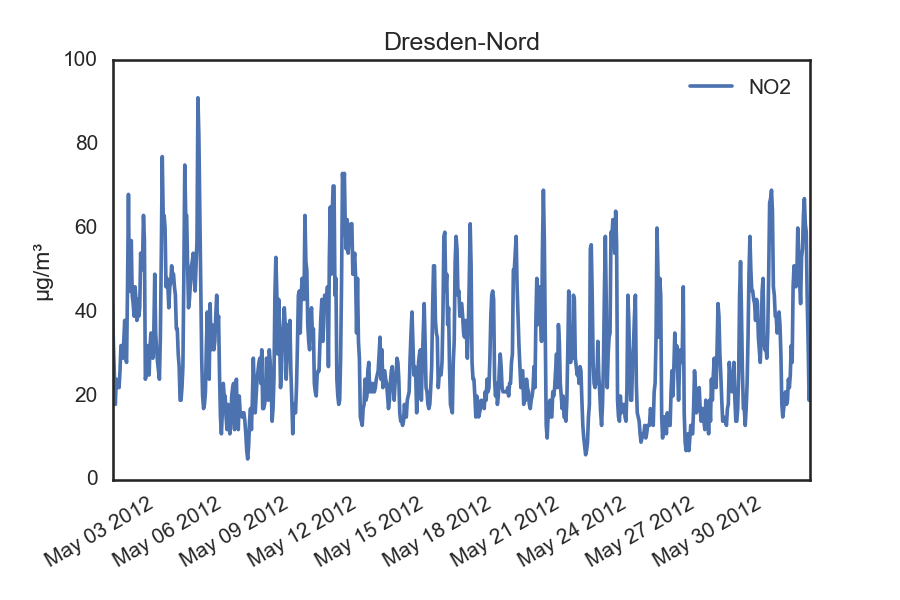 Dresden-Nord
100
80
60
40
20
0
µg/m³
NO2
May 03 2012
May 06 2012
May 09 2012
May 12 2012
May 15 2012
May 18 2012
May 21 2012
May 24 2012
May 27 2012
May 30 2012